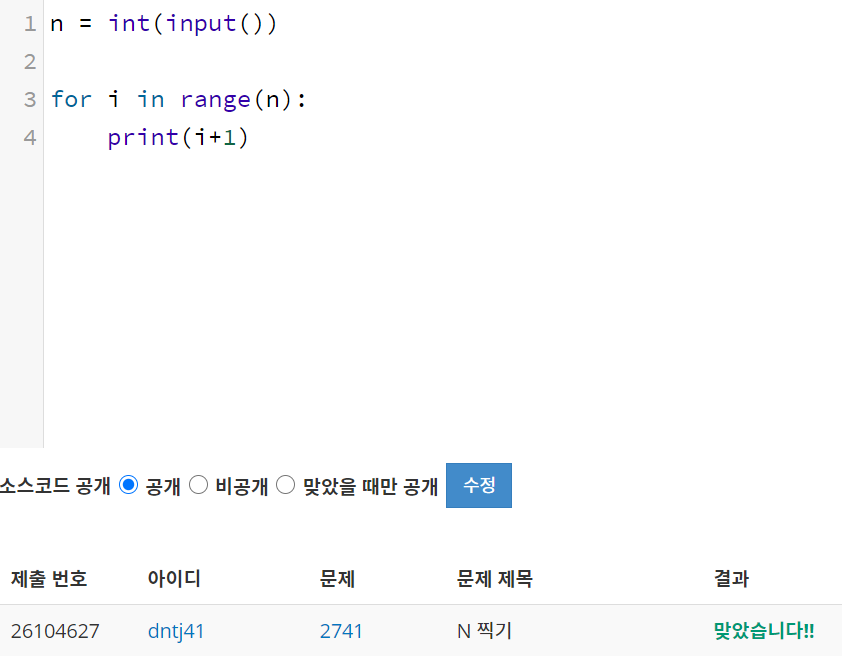 1 n = int(input())
2
3 for i in range(n):
4     print(i+1)
소스코드 공개 공개 비공개 맞았을 때만 공개 수정
제출 번호 아이디 문제 문제 제목 결과
26104627 dntj41 2741 N 찍기 맞았습니다!!